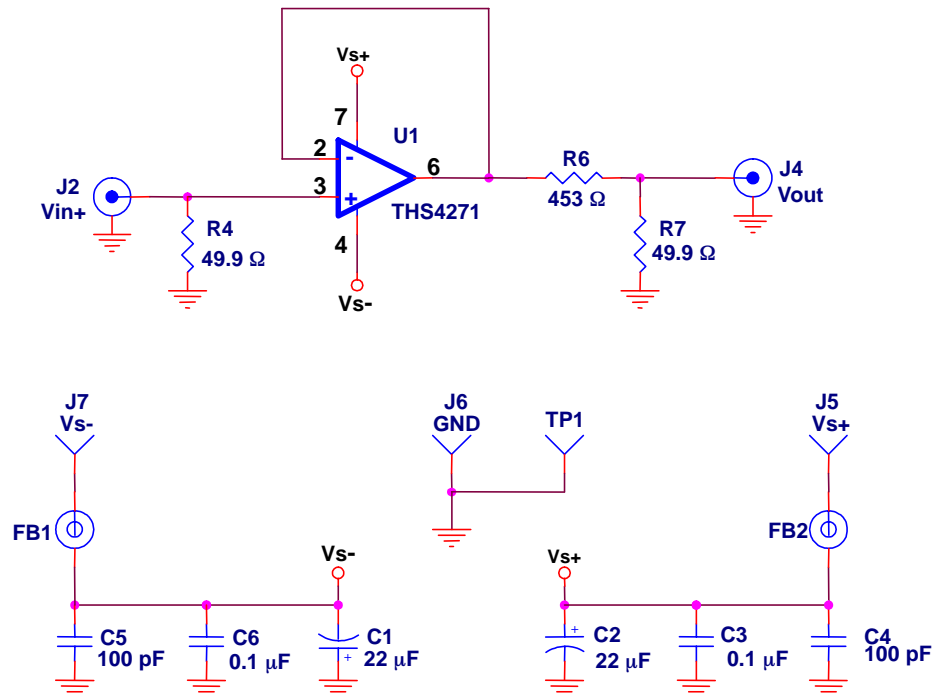 Vs+
7
U1
2
-
6
3
+
THS4271
4
Vs-
J2
Vin+
R4
49.9 Ω
R6
453 Ω
R7
49.9 Ω
J4
Vout
J7
Vs-
J6
GND
TP1
J5
Vs+
FB1
FB2
Vs-
Vs+
C5
100 pF
C6
0.1 µF
C1
22 µF
+
+
C2
22 µF
C3
0.1 µF
C4
100 pF